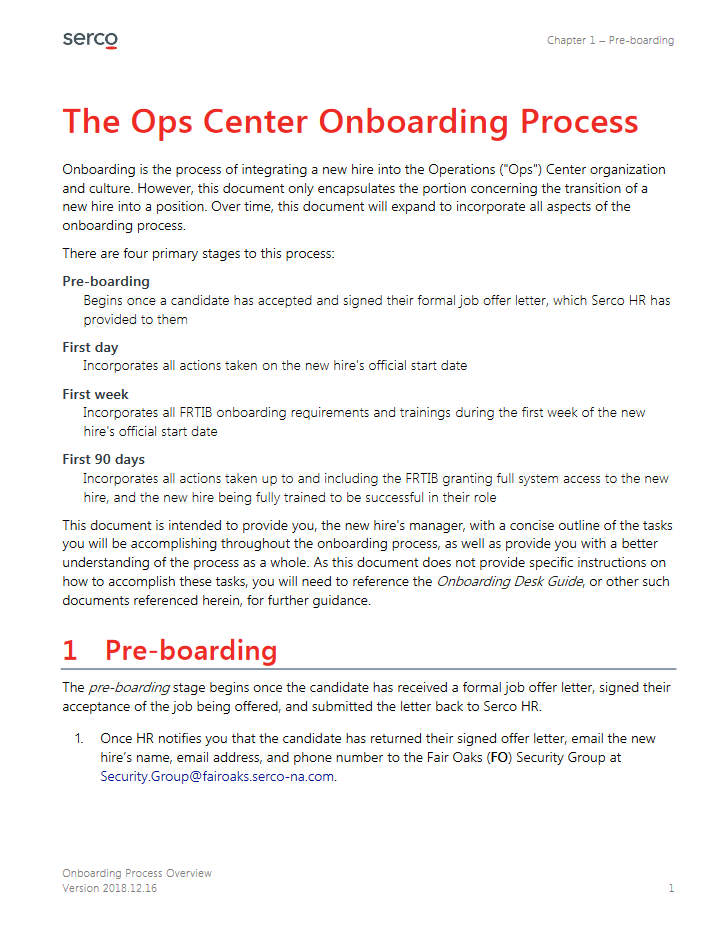 serco
Chapter 1 – Pre-boarding
The Ops Center Onboarding Process
Onboarding is the process of integrating a new hire into the Operations ("Ops") Center organization
and culture. However, this document only encapsulates the portion concerning the transition of a
new hire into a position. Over time, this document will expand to incorporate all aspects of the
onboarding process.
There are four primary stages to this process:
Pre-boarding
Begins once a candidate has accepted and signed their formal job offer letter, which Serco HR has
provided to them
First day
Incorporates all actions taken on the new hire's official start date
First week
Incorporates all FRTIB onboarding requirements and trainings during the first week of the new
hire's official start date
First 90 days
Incorporates all actions taken up to and including the FRTIB granting full system access to the new
hire, and the new hire being fully trained to be successful in their role
This document is intended to provide you, the new hire's manager, with a concise outline of the tasks
you will be accomplishing throughout the onboarding process, as well as provide you with a better
understanding of the process as a whole. As this document does not provide specific instructions on
how to accomplish these tasks, you will need to reference the Onboarding Desk Guide, or other such
documents referenced herein, for further guidance.
1 Pre-boarding
The pre-boarding stage begins once the candidate has received a formal job offer letter, signed their
acceptance of the job being offered, and submitted the letter back to Serco HR.
1. Once HR notifies you that the candidate has returned their signed offer letter, email the new
hire's name, email address, and phone number to the Fair Oaks (FO) Security Group at
Security.Group@fairoaks.serco-na.com.
Onboarding Process Overview
Version 2018.12.16
1